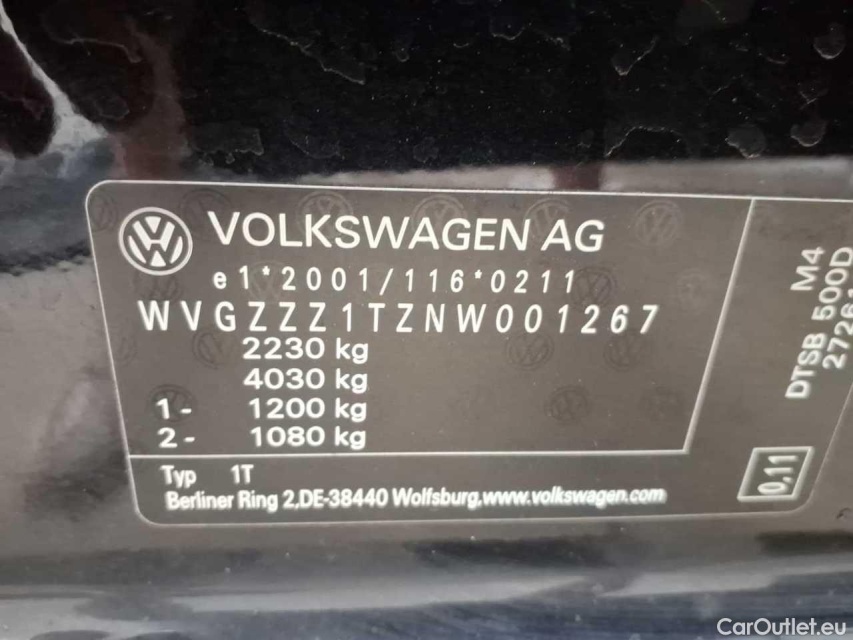 VOLKSWAGEN AG
e1*2001/116*0211
WVGZZZ1TZNW001267
2230 kg
4030 kg
1- 1200 kg
2- 1080 kg
Typ 1T
Berliner Ring 2,DE-38440 Wolfsburg,www.volkswagen.com
M4
DTSB 500D
0,11
CarOutlet.eu